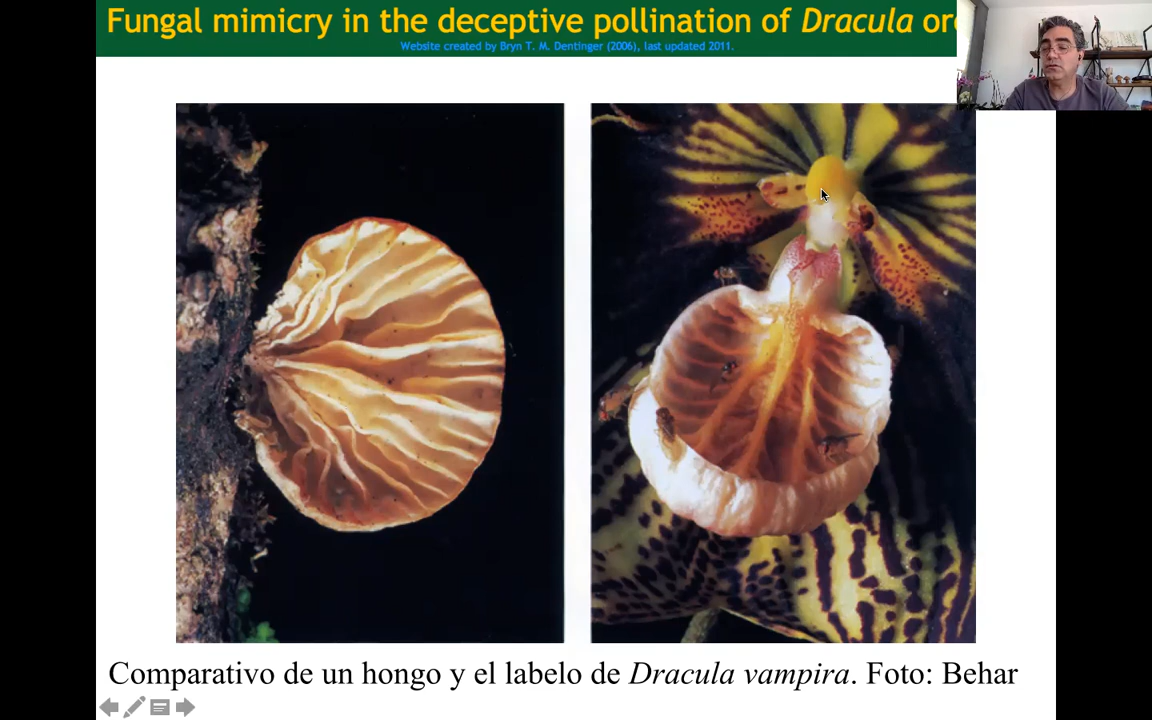 Fungal mimicry in the deceptive pollination of Dracula
Website created by Bryn T. M. Dentinger (2006), last updated 2011.
Comparativo de un hongo y el labelo de Dracula vampira. Foto: Behar